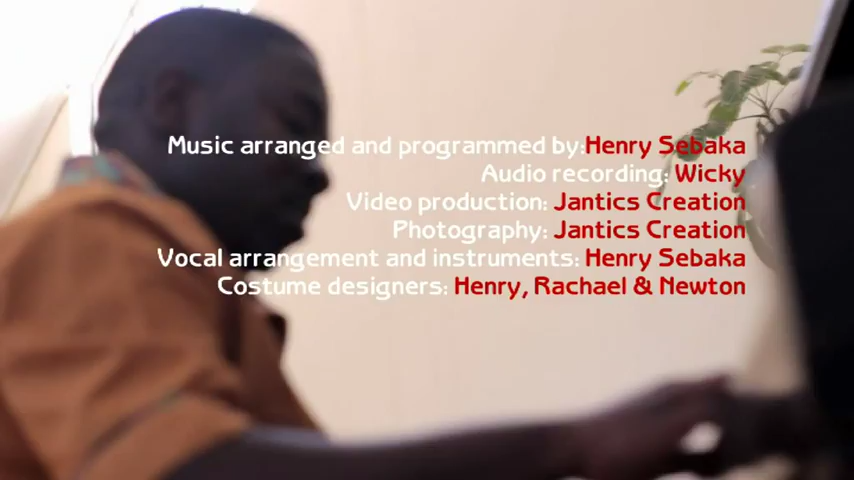 Music arranged and programmed by:Henry Sebaka
Audio recording: Wicky
Video production: Jantics Creation
Photography: Jantics Creation
Vocal arrangement and instruments: Henry Sebaka
Costume designers: Henry, Rachael & Newton